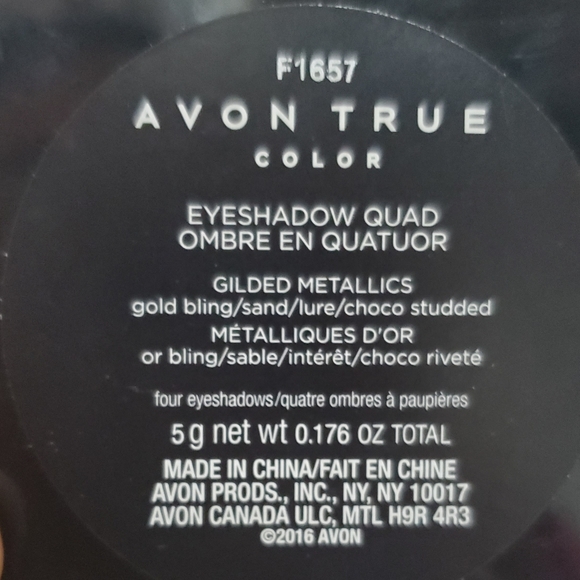 F1657
AVON TRUE
COLOR
EYESHADOW QUAD
OMBRE EN QUATUOR
GILDED METALLICS
gold bling/sand/lure/choco studded
MÉTALLIQUES D'OR
or bling/sable/intérêt/choco riveté
four eyeshadows/quatre ombres à paupières
5 g net wt 0.176 OZ TOTAL
MADE IN CHINA/FAIT EN CHINE
AVON PRODS., INC., NY, NY 10017
AVON CANADA ULC, MTL H9R 4R3
©2016 AVON